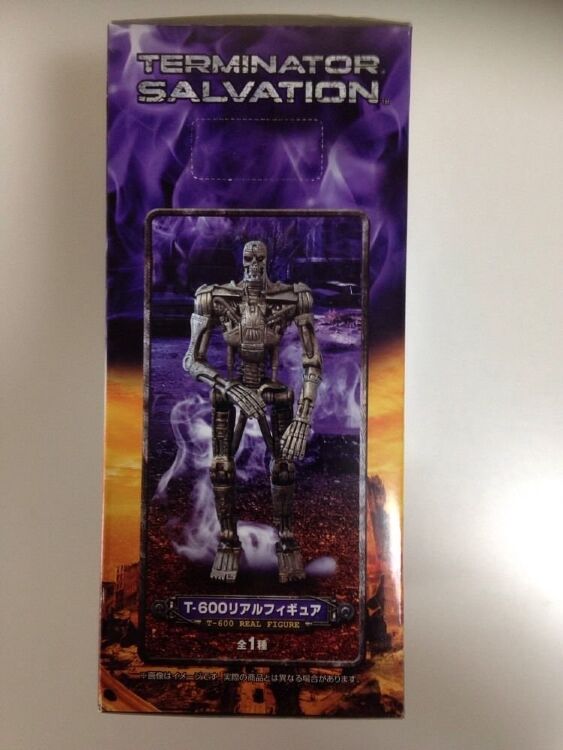 TERMINATOR
SALVATION
T-600リアルフィギュア
T-600 REAL FIGURE
全1種
※画像はイメージです。実際の商品とは異なる場合があります。